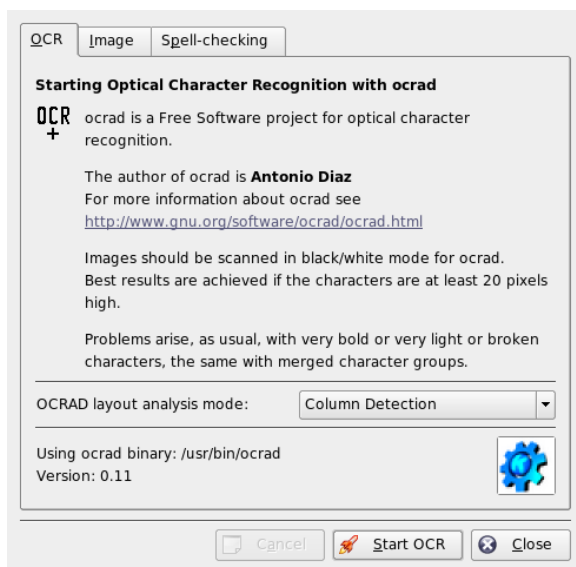 OCR Image Spell-checking
Starting Optical Character Recognition with ocrad
OCR
+
ocrad is a Free Software project for optical character
recognition.
The author of ocrad is Antonio Diaz
For more information about ocrad see
http://www.gnu.org/software/ocrad/ocrad.html
Images should be scanned in black/white mode for ocrad.
Best results are achieved if the characters are at least 20 pixels
high.
Problems arise, as usual, with very bold or very light or broken
characters, the same with merged character groups.
OCRAD layout analysis mode: Column Detection
Using ocrad binary: /usr/bin/ocrad
Version: 0.11
Cancel Start OCR Close